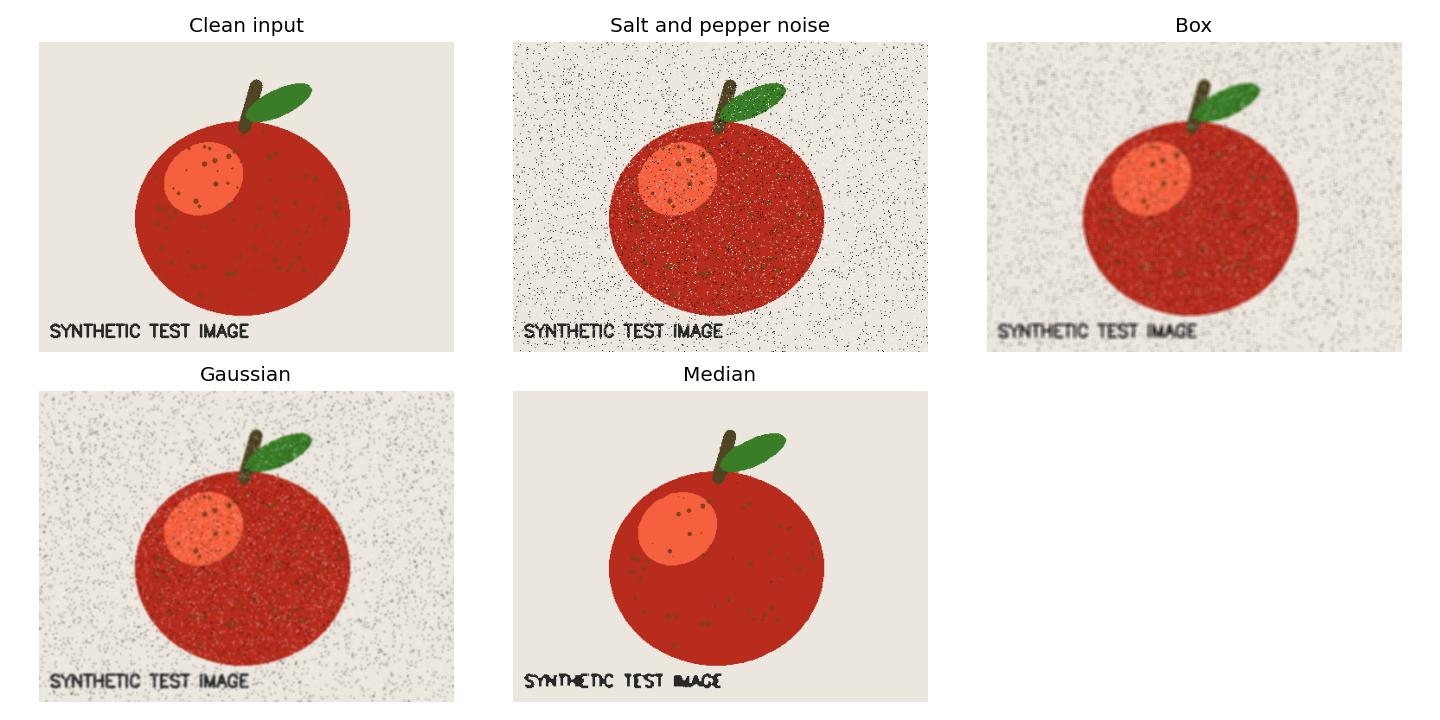 Clean input
Salt and pepper noise
Box
SYNTHETIC TEST IMAGE
SYNTHETIC TEST IMAGE
SYNTHETIC TEST IMAGE
Gaussian
Median
SYNTHETIC TEST IMAGE
SYNTHETIC TEST IMAGE